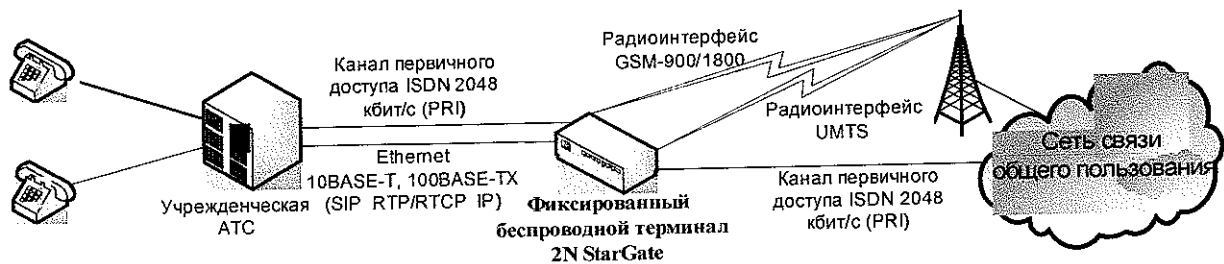 Радиоинтерфейс
GSM-900/1800
Канал первичного
доступа ISDN 2048
кбит/с (PRI)
Радиоинтерфейс
UMTS
Сеть связи
общего пользования
Ethernet
10BASE-T, 100BASE-TX
(SIP RTP/RTCP IP)
Учрежденческая
АТС
Фиксированный
беспроводной терминал
2N StarGate
Канал первичного
доступа ISDN 2048
кбит/с (PRI)